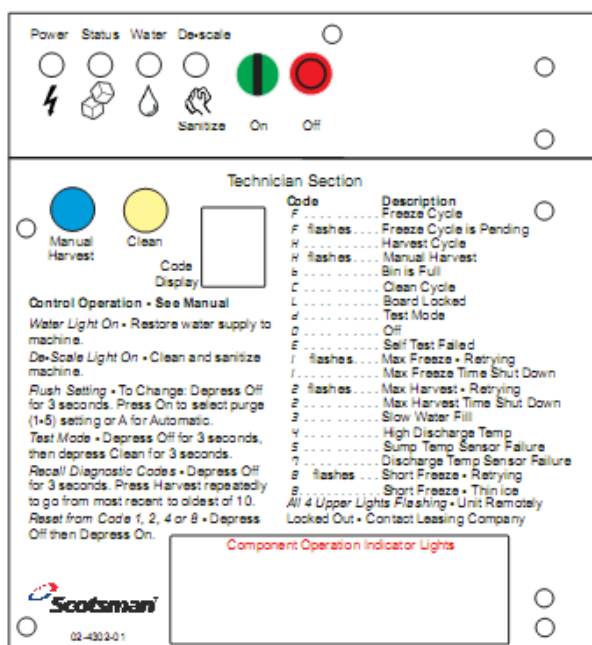 Power Status Water De-scale
Sanitize On Off
Technician Section
Manual
Harvest
Clean
Code
Display
Control Operation - See Manual
Water Light On - Restore water supply to
machine.
De-Scale Light On - Clean and sanitize
machine.
Flush Setting - To Change: Depress Off
for 3 seconds. Press On to select purge
(1-5) setting or A for Automatic.
Test Mode - Depress Off for 3 seconds,
then depress Clean for 3 seconds.
Recall Diagnostic Codes - Depress Off
for 3 seconds. Press Harvest repeatedly
to go from most recent to oldest of 10.
Reset from Code 1, 2, 4 or 8 - Depress
Off then Depress On.
Code Description
F . . . . . . . . . . Freeze Cycle
F flashes . . . Freeze Cycle is Pending
H . . . . . . . . . . Harvest Cycle
H flashes . . . . Manual Harvest
b . . . . . . . . . . Bin is Full
C . . . . . . . . . . Clean Cycle
L . . . . . . . . . . Board Locked
d . . . . . . . . . . Test Mode
O . . . . . . . . . . Off
E . . . . . . . . . . Self Test Failed
1 flashes . . . . Max Freeze - Retrying
1 . . . . . . . . . . Max Freeze Time Shut Down
2 flashes . . . . Max Harvest - Retrying
2 . . . . . . . . . . Max Harvest Time Shut Down
3 . . . . . . . . . . Slow Water Fill
4 . . . . . . . . . . High Discharge Temp
5 . . . . . . . . . . Sump Temp Sensor Failure
7 . . . . . . . . . . Discharge Temp Sensor Failure
8 flashes . . . Short Freeze - Retrying
8 . . . . . . . . . . Short Freeze - Thin ice
All 4 Upper Lights Flashing - Unit Remotely
Locked Out - Contact Leasing Company
Component Operation Indicator Lights
Scotsman
02-4302-01